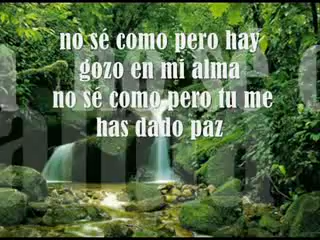 no sé como pero hay
gozo en mi alma
no sé como pero tu me
has dado paz